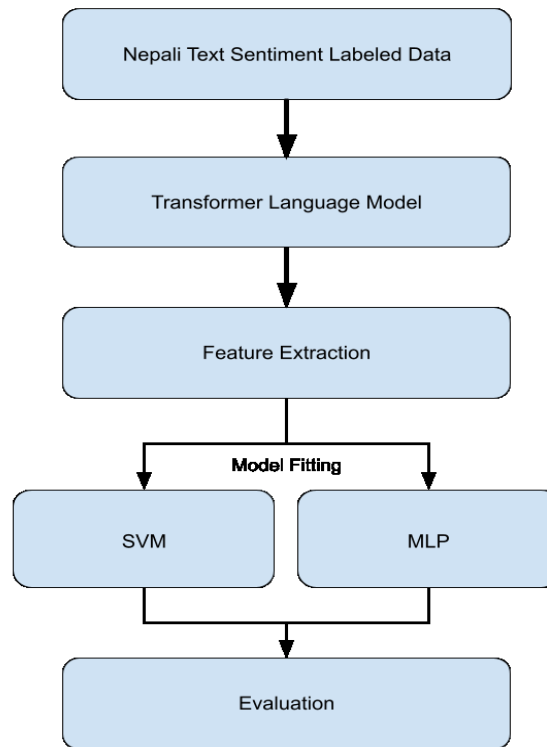 Nepali Text Sentiment Labeled Data
Transformer Language Model
Feature Extraction
Model Fitting
SVM
MLP
Evaluation